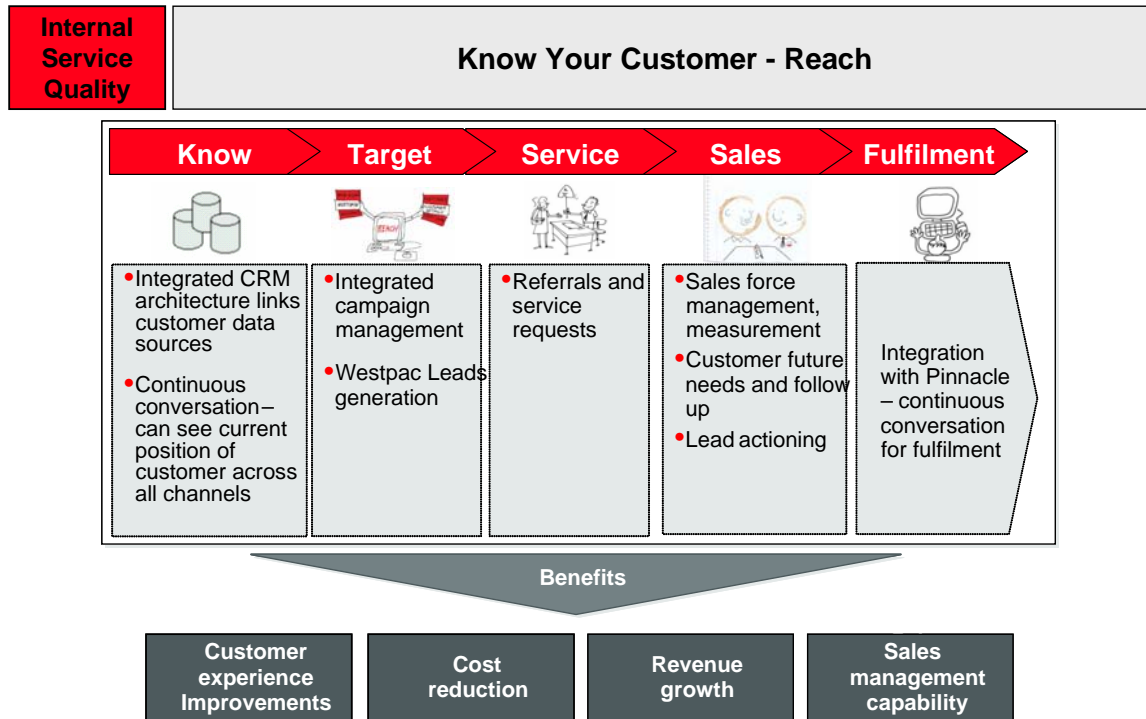 Internal
Service
Quality
Know Your Customer - Reach
Know
Target
Service
Sales
Fulfilment
•Integrated CRM
architecture links
customer data
sources
•Continuous
conversation–
can see current
position of
customer across
all channels
•Integrated
campaign
management
•Westpac Leads
generation
•Referrals and
service
requests
•Sales force
management,
measurement
•Customer future
needs and follow
up
•Lead actioning
Integration
with Pinnacle
– continuous
conversation
for fulfilment
Benefits
Customer
experience
Improvements
Cost
reduction
Revenue
growth
Sales
management
capability